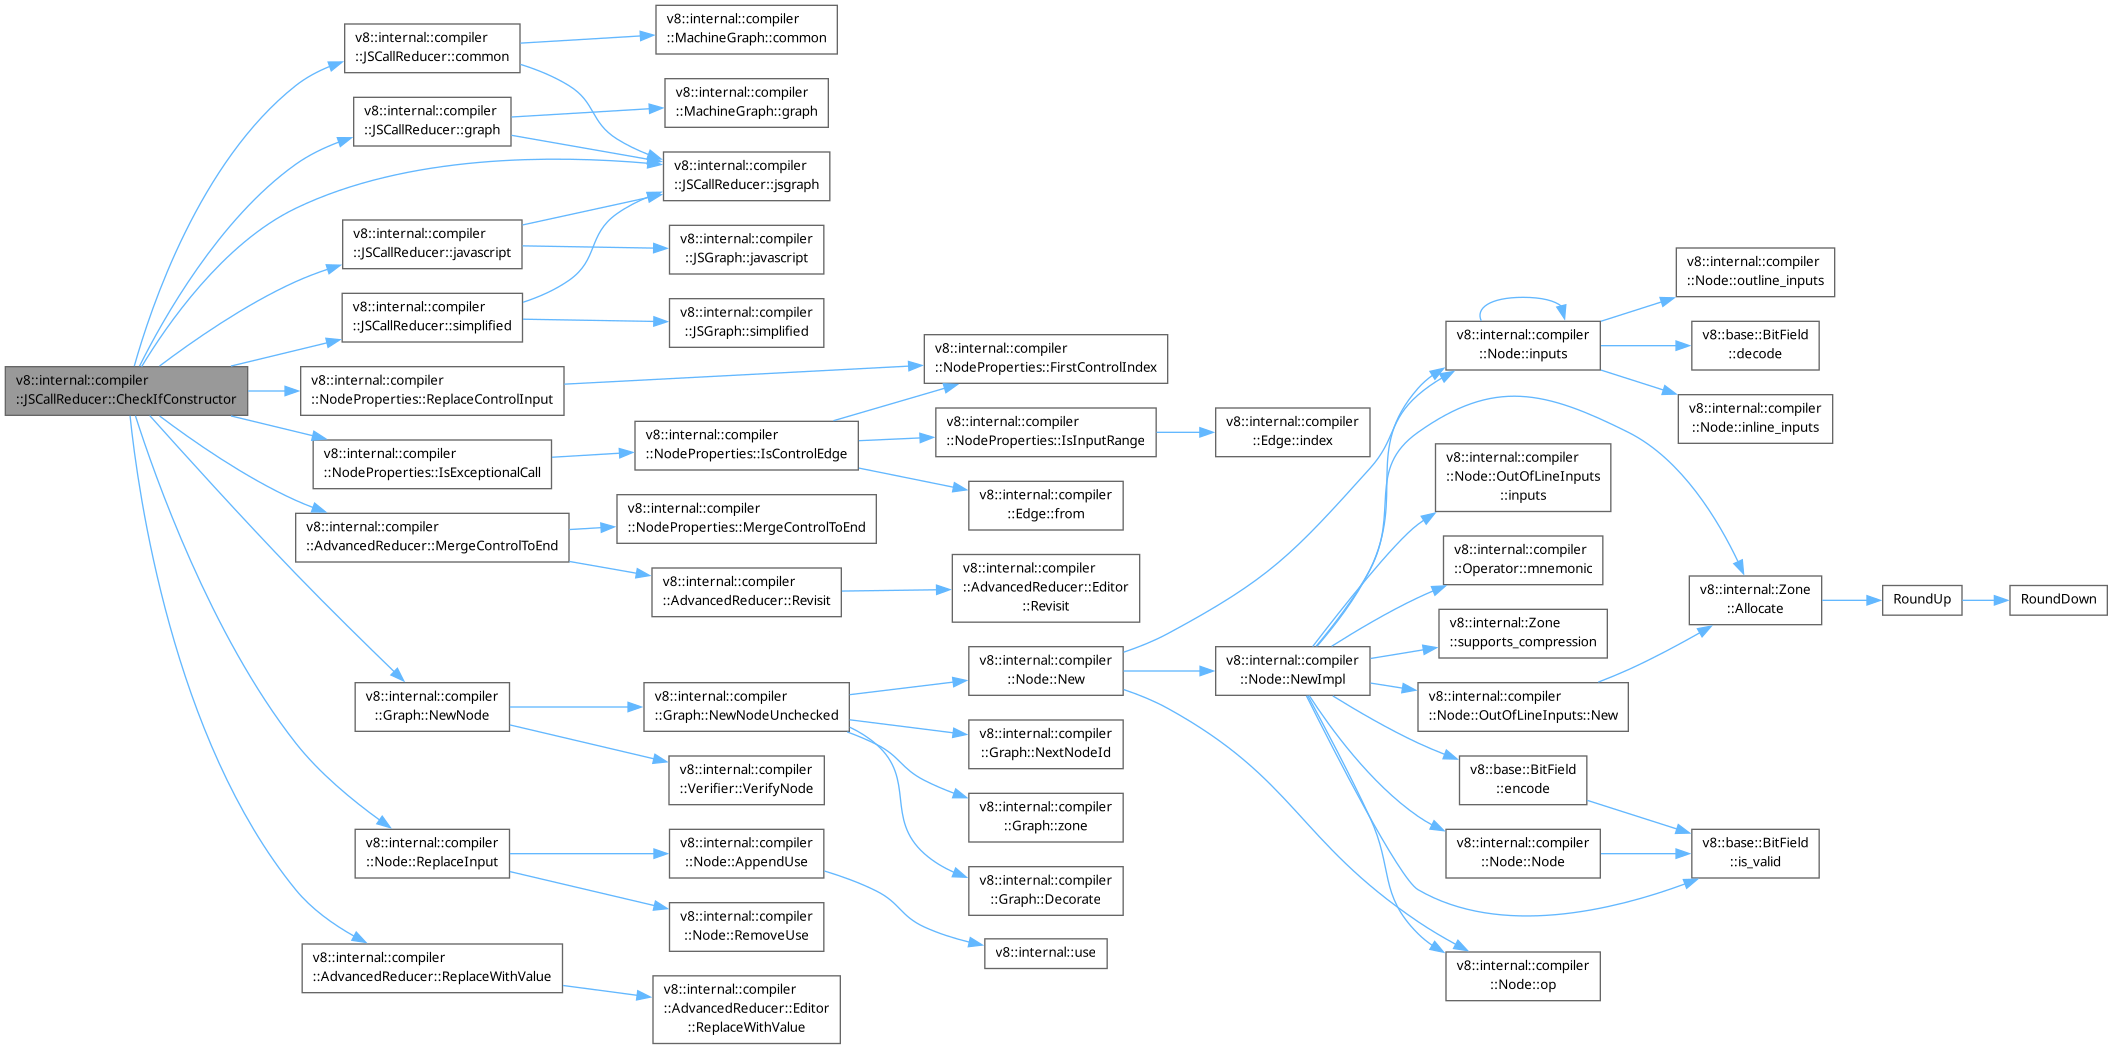 v8::internal::compiler
::JSCallReducer::CheckIfConstructor
v8::internal::compiler
::JSCallReducer::common
v8::internal::compiler
::MachineGraph::common
v8::internal::compiler
::JSCallReducer::graph
v8::internal::compiler
::MachineGraph::graph
v8::internal::compiler
::JSCallReducer::jsgraph
v8::internal::compiler
::JSCallReducer::javascript
v8::internal::compiler
::JSGraph::javascript
v8::internal::compiler
::JSCallReducer::simplified
v8::internal::compiler
::JSGraph::simplified
v8::internal::compiler
::NodeProperties::ReplaceControlInput
v8::internal::compiler
::NodeProperties::FirstControlIndex
v8::internal::compiler
::NodeProperties::IsExceptionalCall
v8::internal::compiler
::NodeProperties::IsControlEdge
v8::internal::compiler
::NodeProperties::IsInputRange
v8::internal::compiler
::Edge::index
v8::internal::compiler
::Edge::from
v8::internal::compiler
::AdvancedReducer::MergeControlToEnd
v8::internal::compiler
::NodeProperties::MergeControlToEnd
v8::internal::compiler
::AdvancedReducer::Revisit
v8::internal::compiler
::AdvancedReducer::Editor
::Revisit
v8::internal::compiler
::Graph::NewNode
v8::internal::compiler
::Graph::NewNodeUnchecked
v8::internal::compiler
::Verifier::VerifyNode
v8::internal::compiler
::Node::New
v8::internal::compiler
::Graph::NextNodeId
v8::internal::compiler
::Graph::zone
v8::internal::compiler
::Graph::Decorate
v8::internal::compiler
::Node::NewImpl
v8::internal::compiler
::Node::inputs
v8::internal::compiler
::Node::outline_inputs
v8::base::BitField
::decode
v8::internal::compiler
::Node::inline_inputs
v8::internal::compiler
::Node::OutOfLineInputs
::inputs
v8::internal::compiler
::Operator::mnemonic
v8::internal::Zone
::supports_compression
v8::internal::compiler
::Node::OutOfLineInputs::New
v8::internal::Zone
::Allocate
RoundUp
RoundDown
v8::base::BitField
::encode
v8::internal::compiler
::Node::Node
v8::base::BitField
::is_valid
v8::internal::compiler
::Node::op
v8::internal::compiler
::Node::ReplaceInput
v8::internal::compiler
::Node::AppendUse
v8::internal::compiler
::Node::RemoveUse
v8::internal::use
v8::internal::compiler
::AdvancedReducer::ReplaceWithValue
v8::internal::compiler
::AdvancedReducer::Editor
::ReplaceWithValue